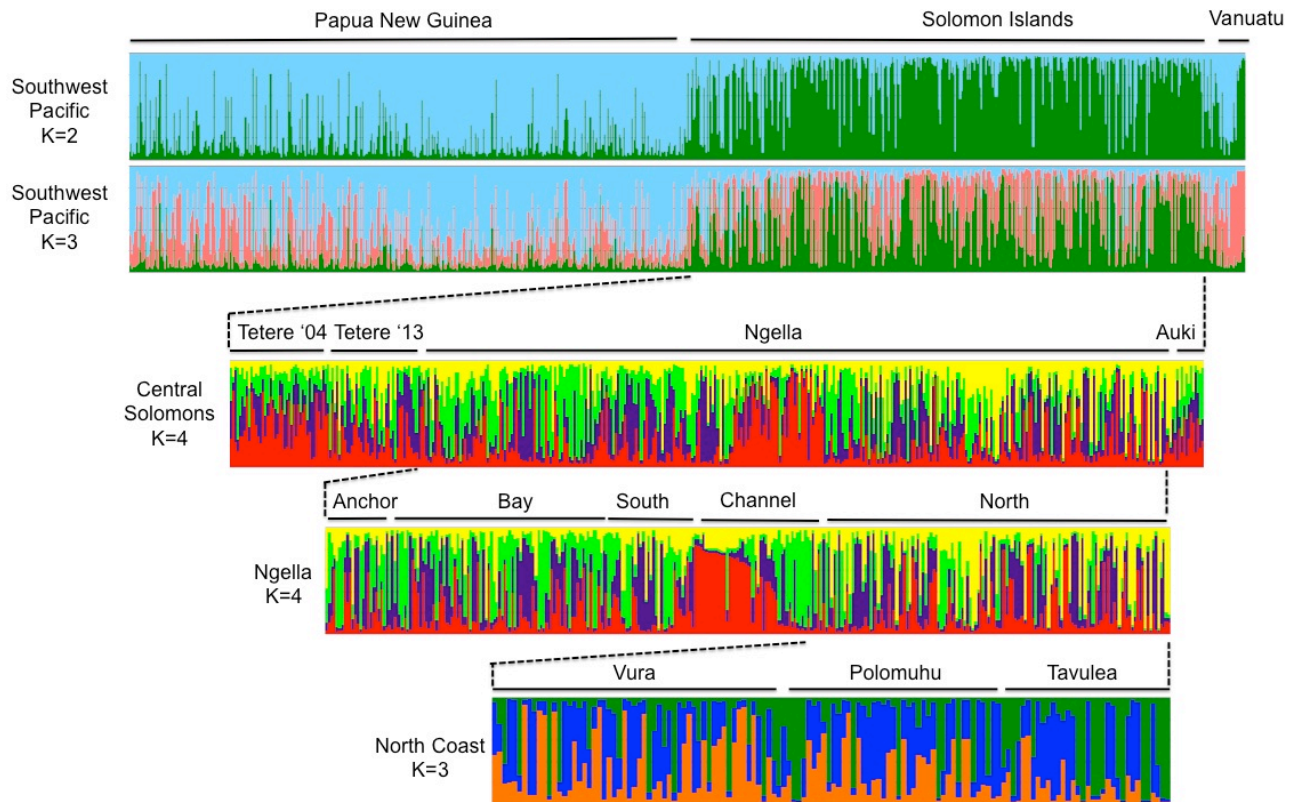 Papua New Guinea Solomon Islands Vanuatu
Southwest
Pacific
K=2
Southwest
Pacific
K=3
Tetere ‘04 Tetere ‘13 Ngella Auki
Central
Solomons
K=4
Anchor Bay South Channel North
Ngella
K=4
Vura Polomuhu Tavulea
North Coast
K=3